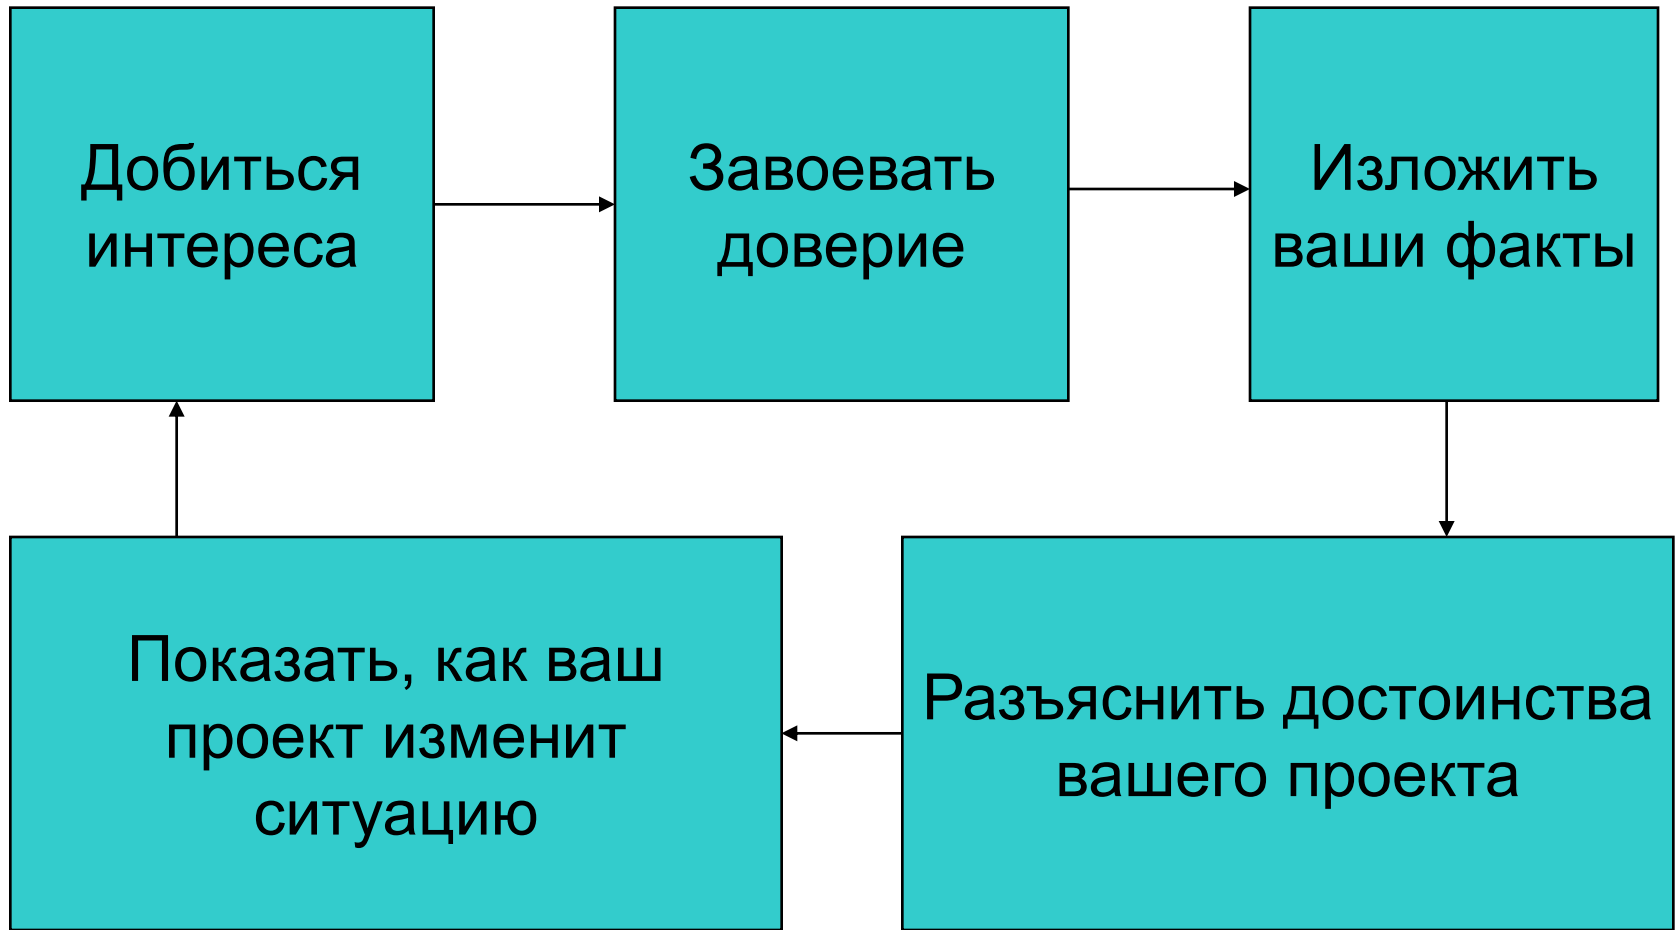 Добиться
интереса
Завоевать
доверие
Изложить
ваши факты
Показать, как ваш
проект изменит
ситуацию
Разъяснить достоинства
вашего проекта